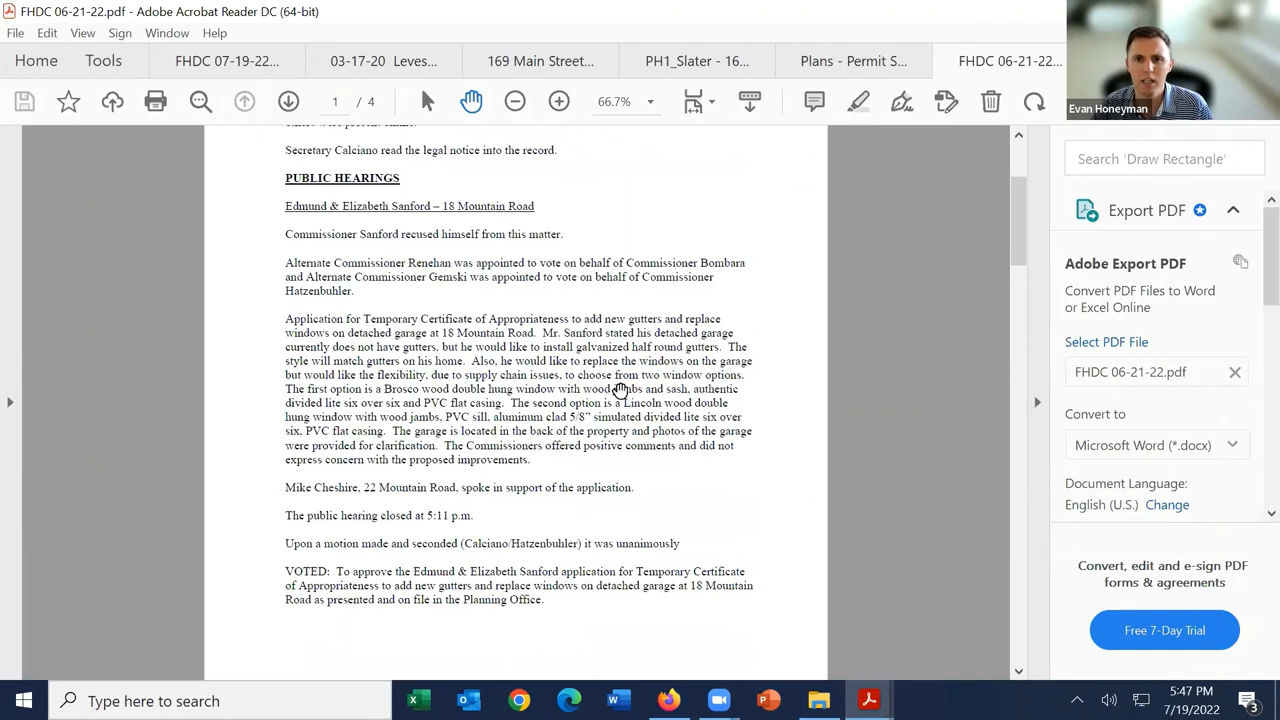 FHDC 06-21-22.pdf - Adobe Acrobat Reader DC (64-bit)
File Edit View Sign Window Help
Home Tools FHDC 07-19-22... 03-17-20 Leves... 169 Main Street... PH1_Slater - 16... Plans - Permit S... FHDC 06-21-22...
1 / 4 66.7%
Evan Honeyman
Secretary Calciano read the legal notice into the record.
PUBLIC HEARINGS
Edmund & Elizabeth Sanford – 18 Mountain Road
Commissioner Sanford recused himself from this matter.
Alternate Commissioner Renehan was appointed to vote on behalf of Commissioner Bombara
and Alternate Commissioner Gemski was appointed to vote on behalf of Commissioner
Hatzenbuhler.
Application for Temporary Certificate of Appropriateness to add new gutters and replace
windows on detached garage at 18 Mountain Road. Mr. Sanford stated his detached garage
currently does not have gutters, but he would like to install galvanized half round gutters. The
style will match gutters on his home. Also, he would like to replace the windows on the garage
but would like the flexibility, due to supply chain issues, to choose from two window options.
The first option is a Brosco wood double hung window with wood and sash, authentic
divided lite six over six and PVC flat casing. The second option is a Lincoln wood double
hung window with wood jambs, PVC sill, aluminum clad 5/8” simulated divided lite six over
six, PVC flat casing. The garage is located in the back of the property and photos of the garage
were provided for clarification. The Commissioners offered positive comments and did not
express concern with the proposed improvements.
Mike Cheshire, 22 Mountain Road, spoke in support of the application.
The public hearing closed at 5:11 p.m.
Upon a motion made and seconded (Calciano/Hatzenbuhler) it was unanimously
VOTED: To approve the Edmund & Elizabeth Sanford application for Temporary Certificate
of Appropriateness to add new gutters and replace windows on detached garage at 18 Mountain
Road as presented and on file in the Planning Office.
Search 'Draw Rectangle'
Export PDF
Adobe Export PDF
Convert PDF Files to Word
or Excel Online
Select PDF File
FHDC 06-21-22.pdf
Convert to
Microsoft Word (*.docx)
Document Language:
English (U.S.) Change
Convert, edit and e-sign PDF
forms & agreements
Free 7-Day Trial
Type here to search
5:47 PM
7/19/2022
3